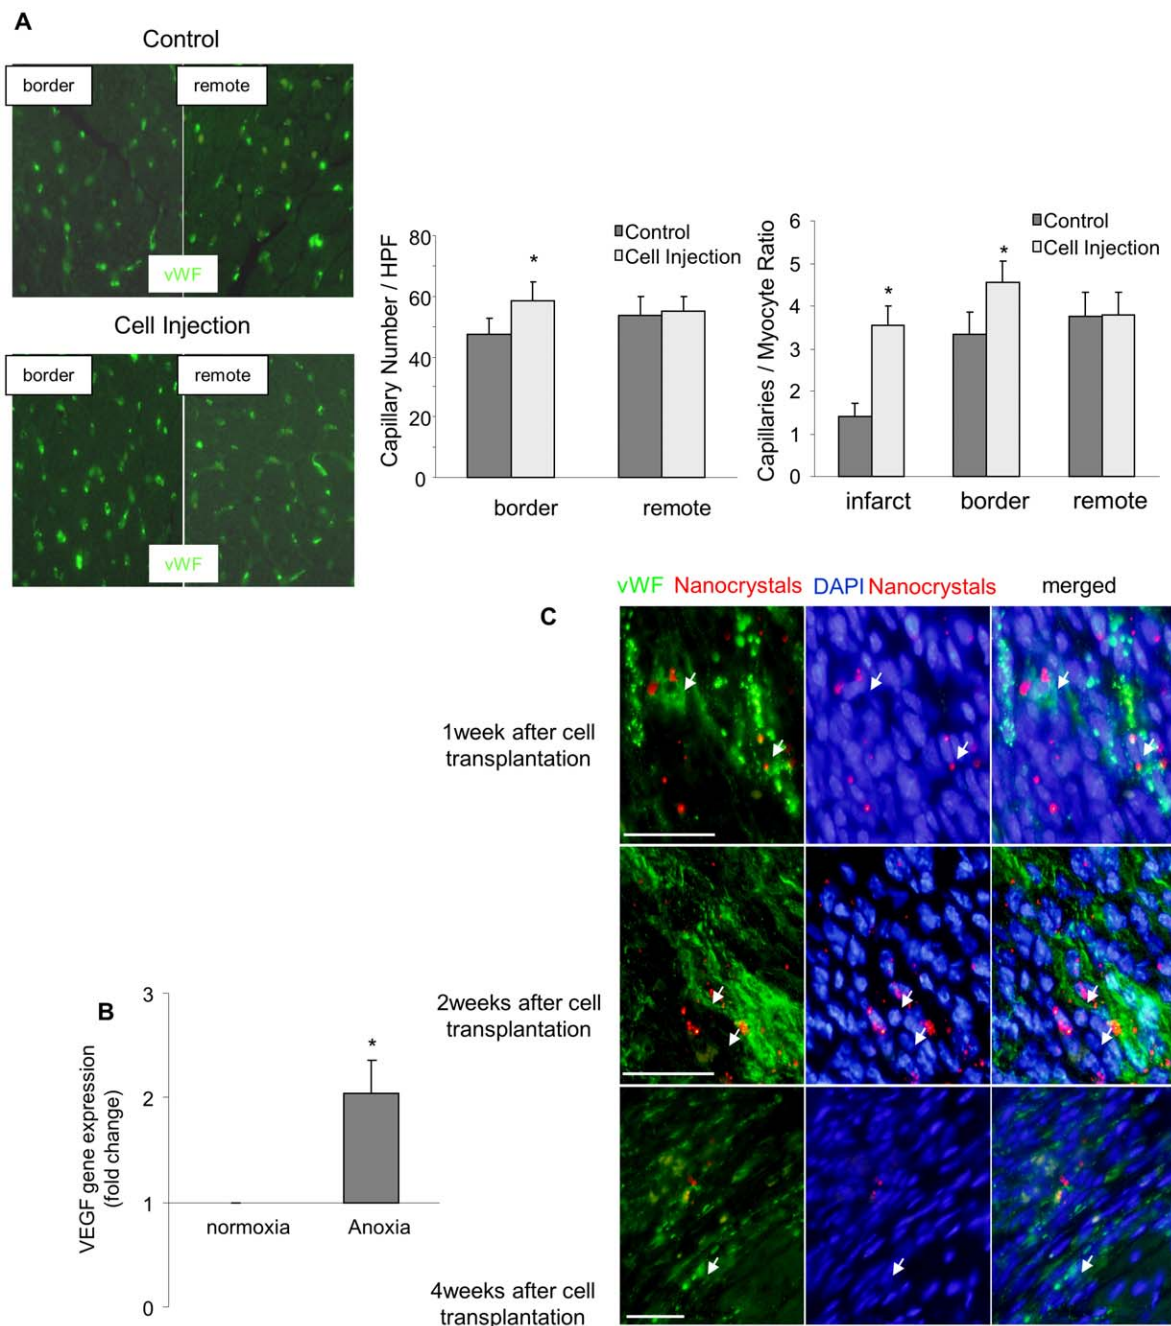 A
Control
border
remote
vWF
Cell Injection
border
remote
vWF
Capillary Number / HPF
80
60
40
20
0
Control
Cell Injection
*
border
remote
Capillaries / Myocyte Ratio
6
5
4
3
2
1
0
Control
Cell Injection
*
*
infarct
border
remote
B
VEGF gene expression
(fold change)
3
2
1
0
*
normoxia
Anoxia
C
vWF Nanocrystals
DAPI Nanocrystals
merged
1week after cell
transplantation
2weeks after cell
transplantation
4weeks after cell
transplantation